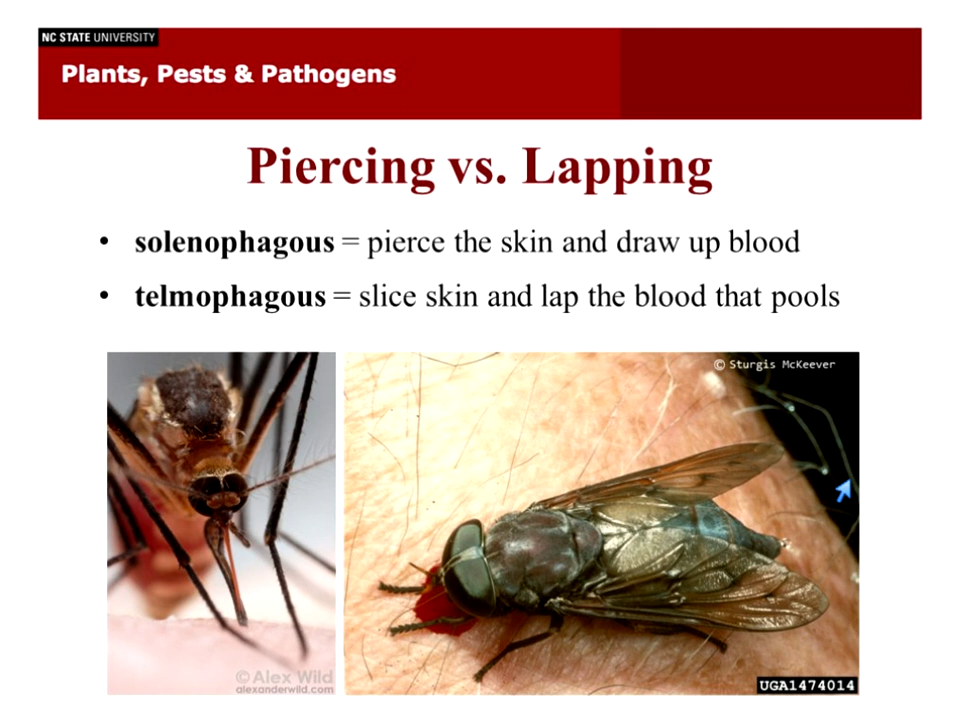 NC STATE UNIVERSITY
Plants, Pests & Pathogens
Piercing vs. Lapping
• solenophagous = pierce the skin and draw up blood
• telmophagous = slice skin and lap the blood that pools
© Sturgis McKeever
© Alex Wild
alexanderwild.com
UGA1474014